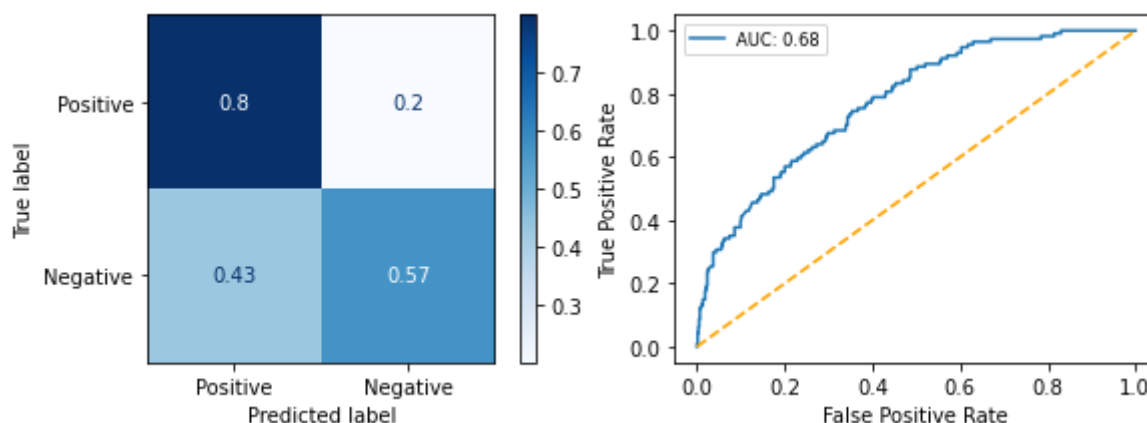 True label
Positive
Negative
0.8
0.2
0.43
0.57
Positive
Negative
Predicted label
0.7
0.6
0.5
0.4
0.3
True Positive Rate
1.0
0.8
0.6
0.4
0.2
0.0
AUC: 0.68
0.0
0.2
0.4
0.6
0.8
1.0
False Positive Rate